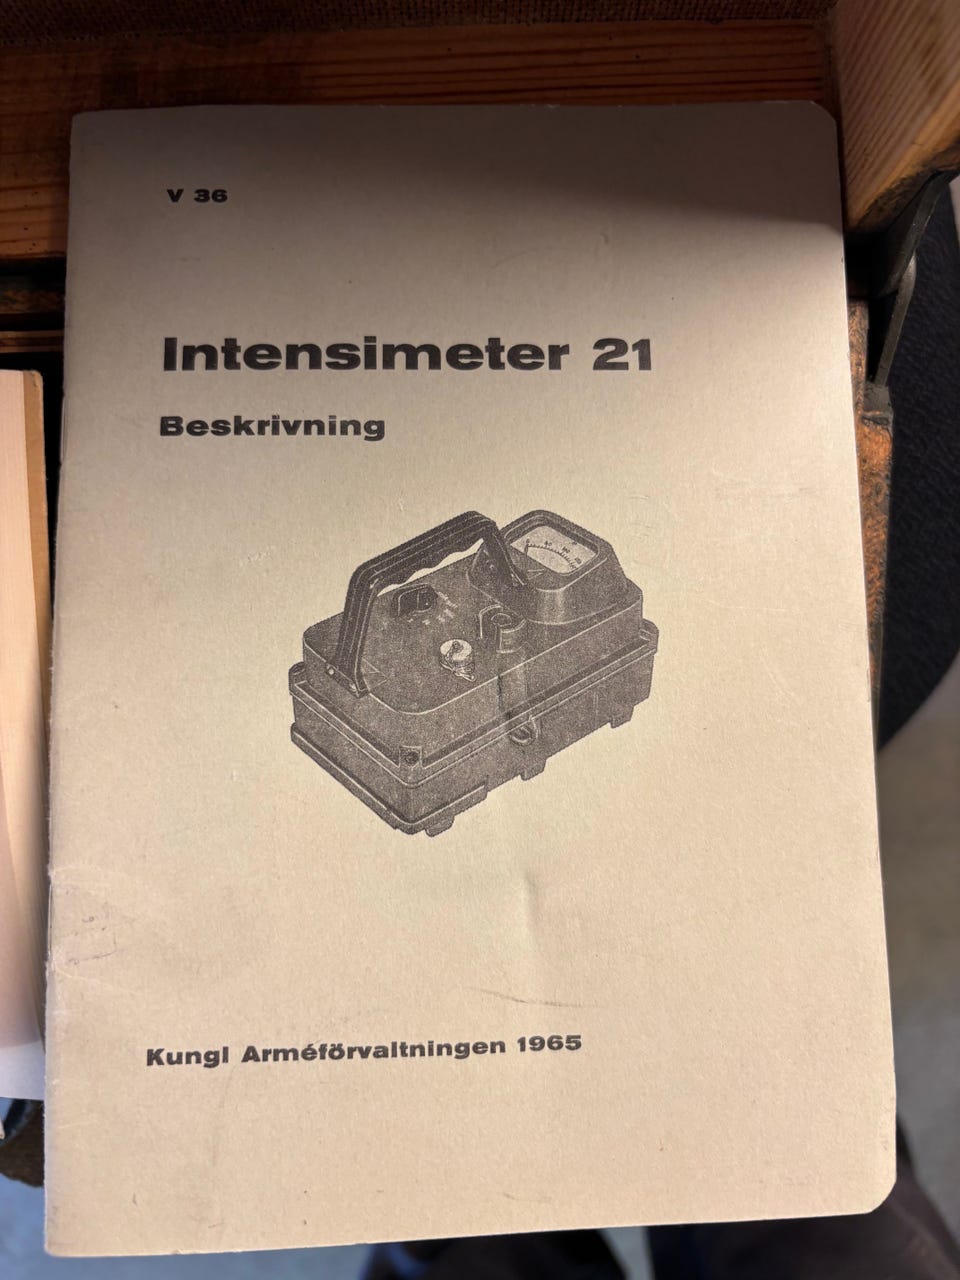 V 36
Intensimeter 21
Beskrivning
Kungl Arméförvaltningen 1965